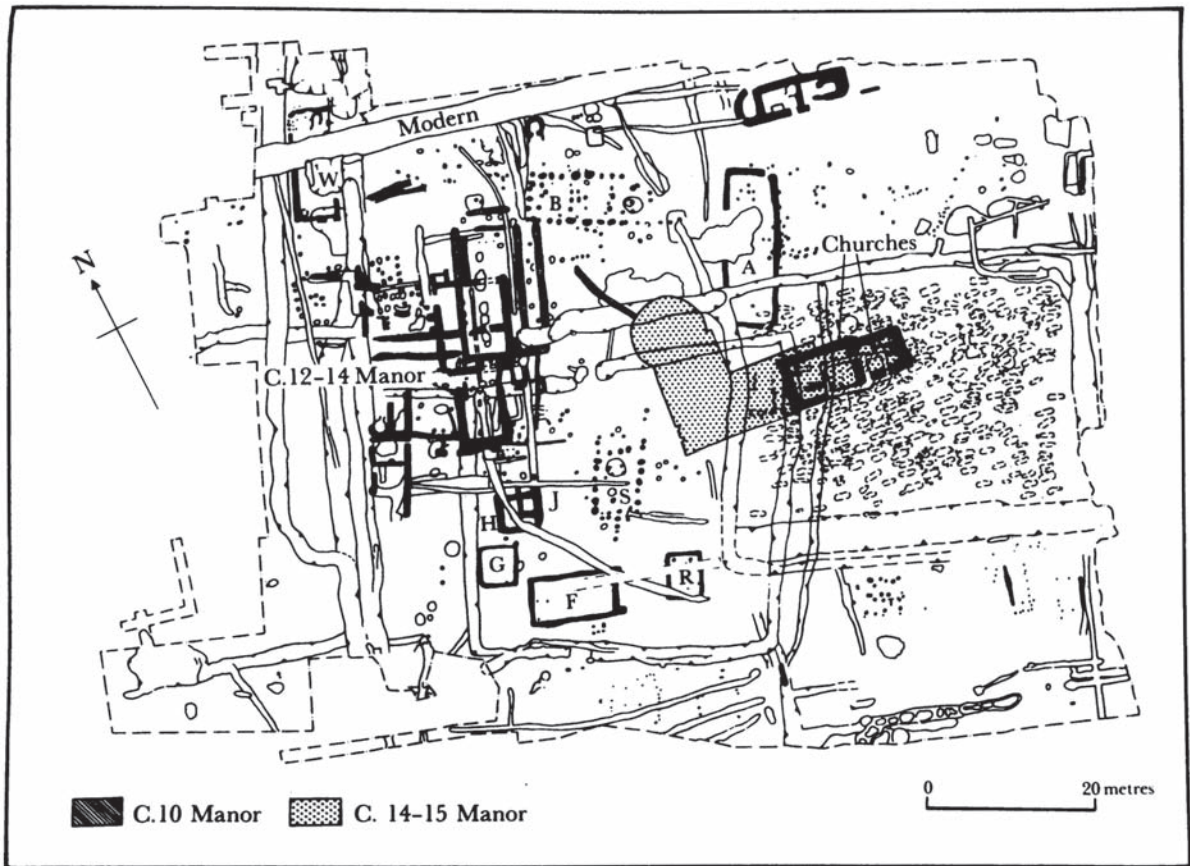 Modern
W
B
N
A
Churches
C.12-14 Manor
S
J
H
G
F
R
0 20 metres
C.10 Manor
C. 14-15 Manor